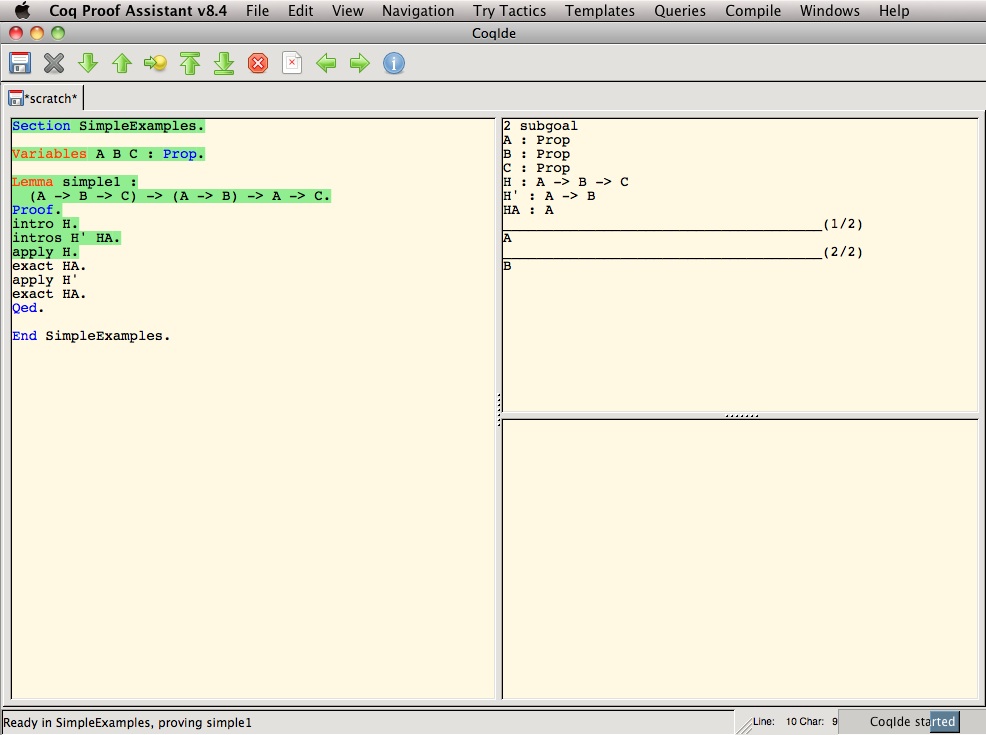 Coq Proof Assistant v8.4 File Edit View Navigation Try Tactics Templates Queries Compile Windows Help
CoqIde
*scratch*
Section SimpleExamples.
Variables A B C : Prop.
Lemma simple1 :
(A -> B -> C) -> (A -> B) -> A -> C.
Proof.
intro H.
intros H' HA.
apply H.
exact HA.
apply H'
exact HA.
Qed.
End SimpleExamples.
2 subgoal
A : Prop
B : Prop
C : Prop
H : A -> B -> C
H' : A -> B
HA : A
______________________________________(1/2)
A
______________________________________(2/2)
B
Ready in SimpleExamples, proving simple1
Line: 10 Char: 9
CoqIde started